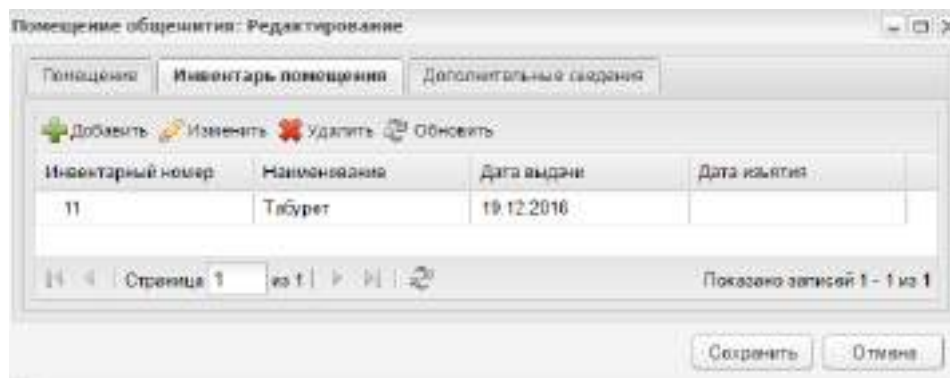 Помещение общежития: Редактирование
Помещение Инвентарь помещения Дополнительные сведения
Добавить Изменить Удалить Обновить
Инвентарный номер Наименование Дата выдачи Дата изъятия
11 Табурет 19.12.2016
Страница 1 из 1 Показано записей 1 - 1 из 1
Сохранить Отмена